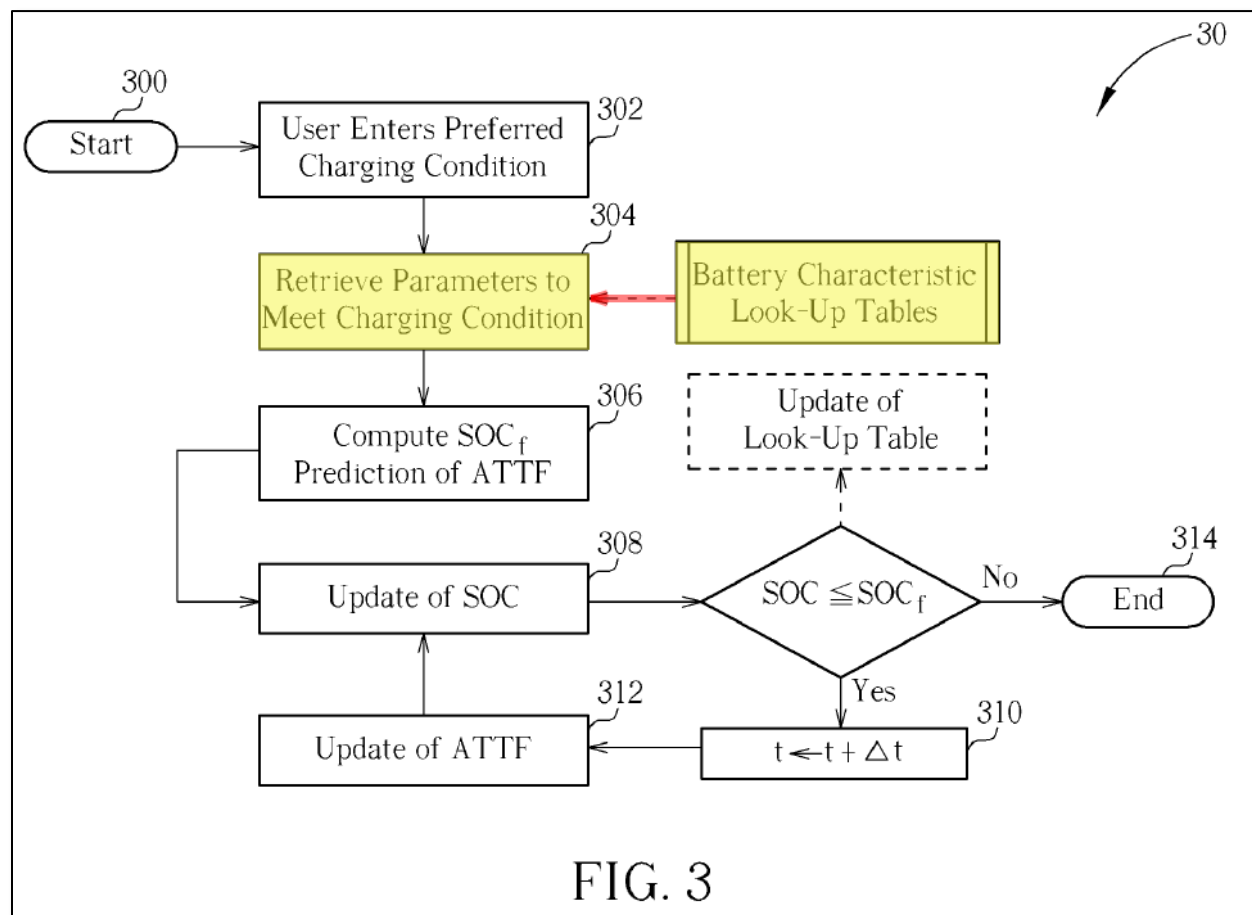 30
300
Start
302
User Enters Preferred
Charging Condition
304
Retrieve Parameters to
Meet Charging Condition
Battery Characteristic
Look-Up Tables
306
Compute SOCf
Prediction of ATTF
Update of
Look-Up Table
308
Update of SOC
SOC ≦ SOCf
No
314
End
Yes
312
Update of ATTF
310
t ← t + △t
FIG. 3